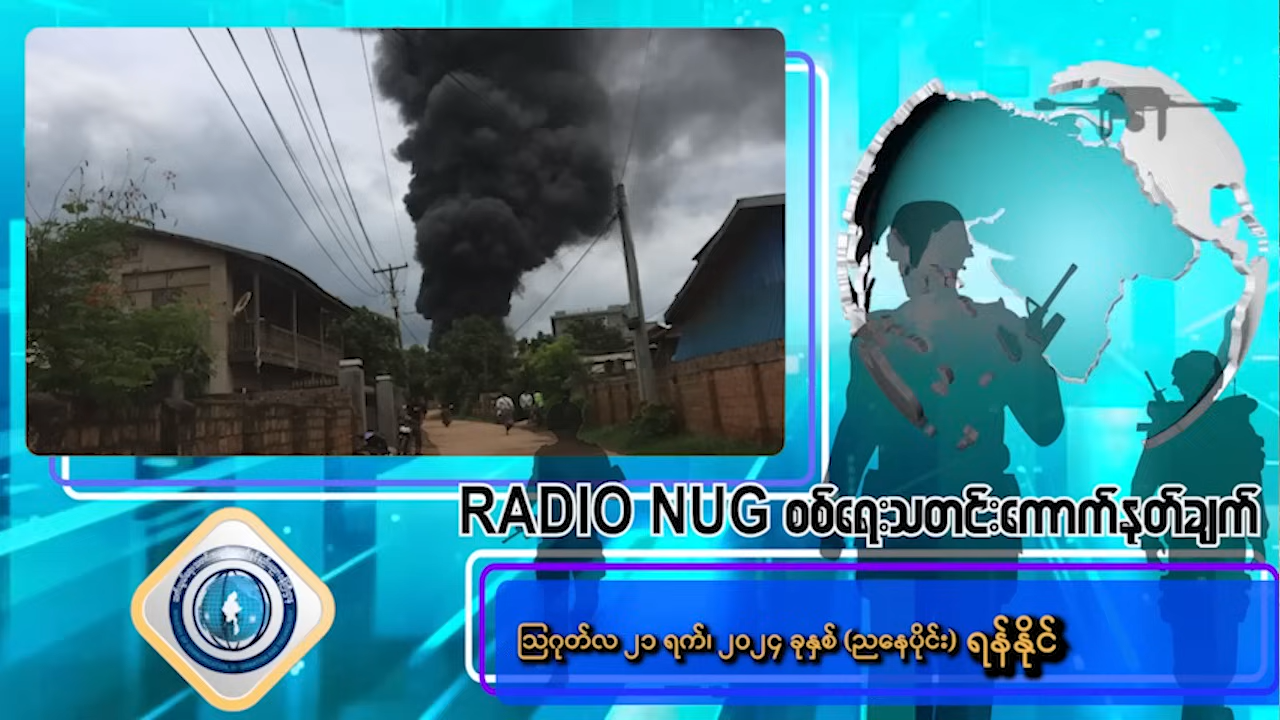 RADIO NUG စစ်ရေးသတင်းကောက်နုတ်ချက်
ဩဂုတ်လ ၂၁ ရက်၊ ၂၀၂၄ ခုနှစ် (ညနေပိုင်း) ရန်နိုင်